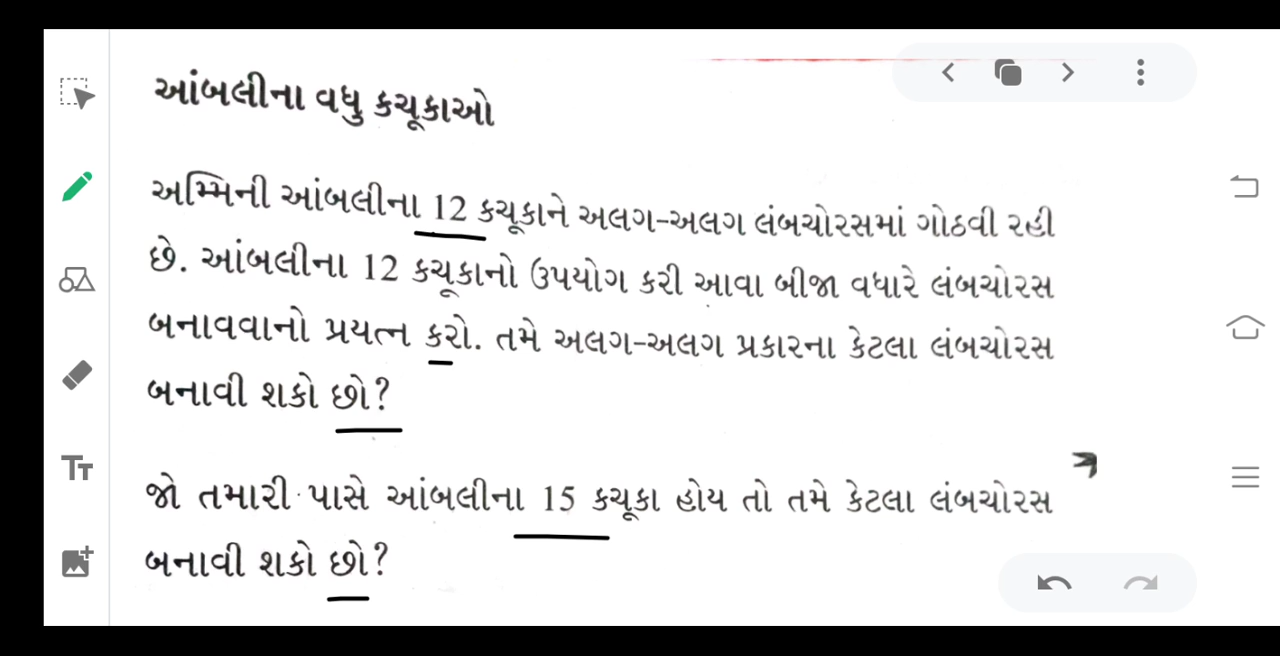 આંબલીના વધુ કચૂકાઓ
અમ્મિની આંબલીના 12 કચૂકાને અલગ-અલગ લંબચોરસમાં ગોઠવી રહી
છે. આંબલીના 12 કચૂકાનો ઉપયોગ કરી આવા બીજા વધારે લંબચોરસ
બનાવવાનો પ્રયત્ન કરો. તમે અલગ-અલગ પ્રકારના કેટલા લંબચોરસ
બનાવી શકો છો?
જો તમારી પાસે આંબલીના 15 કચૂકા હોય તો તમે કેટલા લંબચોરસ
બનાવી શકો છો?